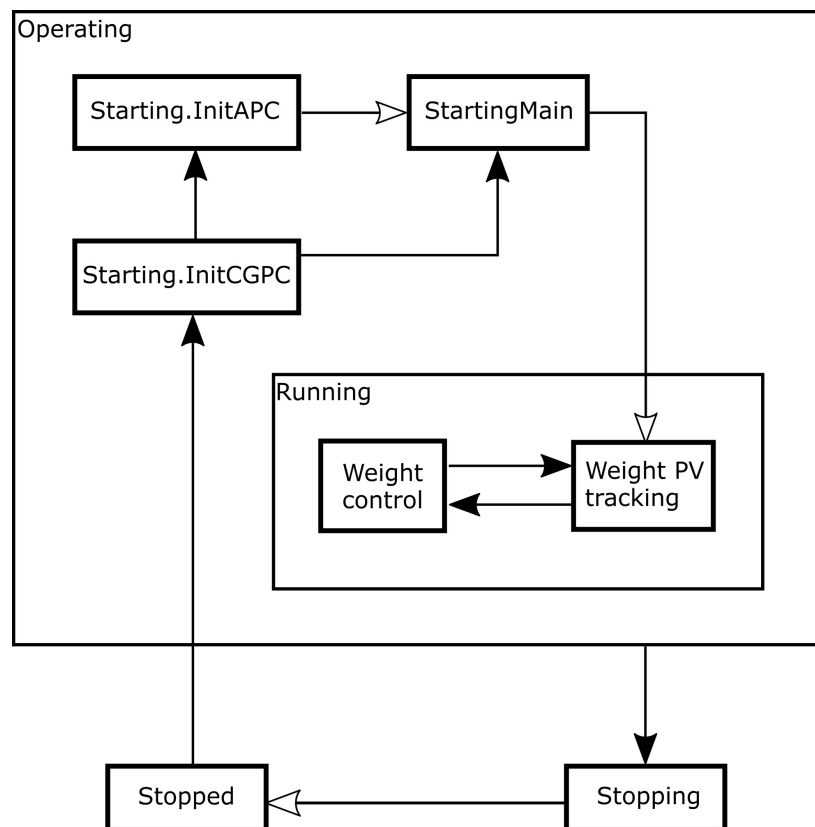 Operating
Starting.InitAPC
StartingMain
Starting.InitCGPC
Running
Weight
control
Weight PV
tracking
Stopped
Stopping